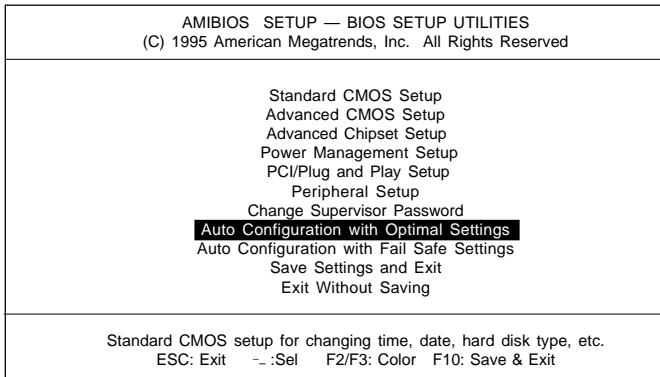 AMIBIOS SETUP — BIOS SETUP UTILITIES
(C) 1995 American Megatrends, Inc. All Rights Reserved
Standard CMOS Setup
Advanced CMOS Setup
Advanced Chipset Setup
Power Management Setup
PCI/Plug and Play Setup
Peripheral Setup
Change Supervisor Password
Auto Configuration with Optimal Settings
Auto Configuration with Fail Safe Settings
Save Settings and Exit
Exit Without Saving
Standard CMOS setup for changing time, date, hard disk type, etc.
ESC: Exit :Sel F2/F3: Color F10: Save & Exit